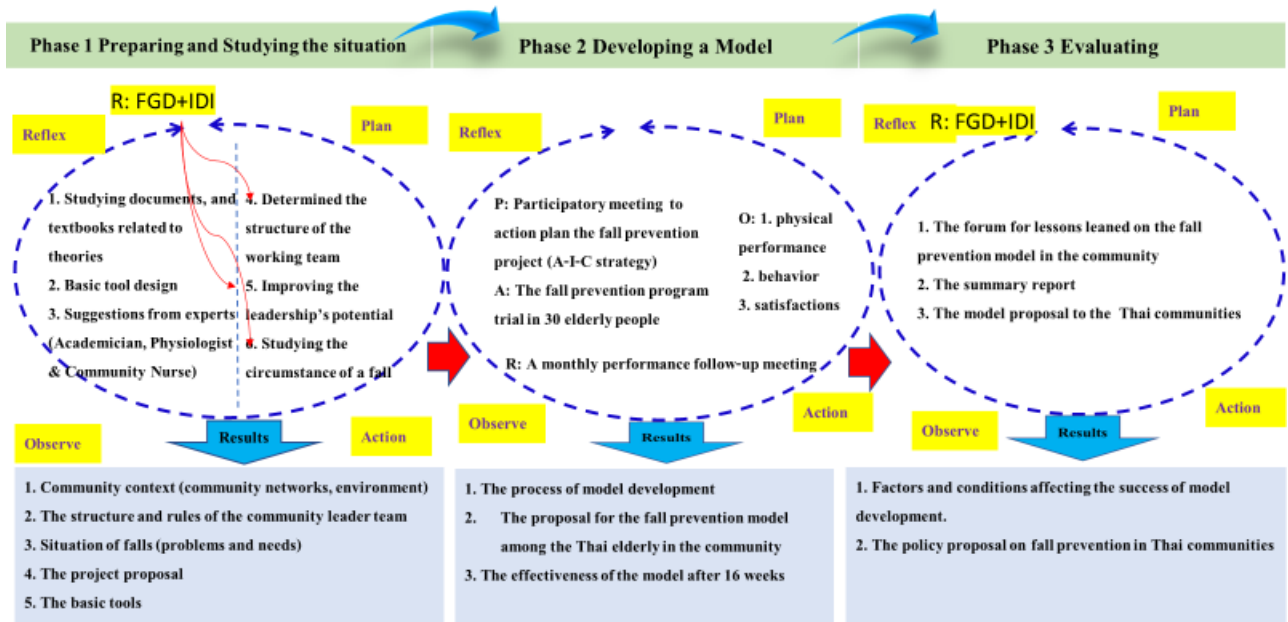 Phase 1 Preparing and Studying the situation
Phase 2 Developing a Model
Phase 3 Evaluating
R: FGD+IDI
Reflex
Plan
1. Studying documents, and
textbooks related to
theories
2. Basic tool design
3. Suggestions from experts
(Academician, Physiologist
& Community Nurse)
4. Determined the
structure of the
working team
5. Improving the
leadership's potential
6. Studying the
circumstance of a fall
Observe
Results
Action
Reflex
Plan
P: Participatory meeting to
action plan the fall prevention
project (A-I-C strategy)
A: The fall prevention program
trial in 30 elderly people
O: 1. physical
performance
2. behavior
3. satisfactions
R: A monthly performance follow-up meeting
Observe
Results
Action
Reflex
R: FGD+IDI
Plan
1. The forum for lessons leaned on the fall
prevention model in the community
2. The summary report
3. The model proposal to the Thai communities
Observe
Results
Action
1. Community context (community networks, environment)
2. The structure and rules of the community leader team
3. Situation of falls (problems and needs)
4. The project proposal
5. The basic tools
1. The process of model development
2. The proposal for the fall prevention model
among the Thai elderly in the community
3. The effectiveness of the model after 16 weeks
1. Factors and conditions affecting the success of model
development.
2. The policy proposal on fall prevention in Thai communities